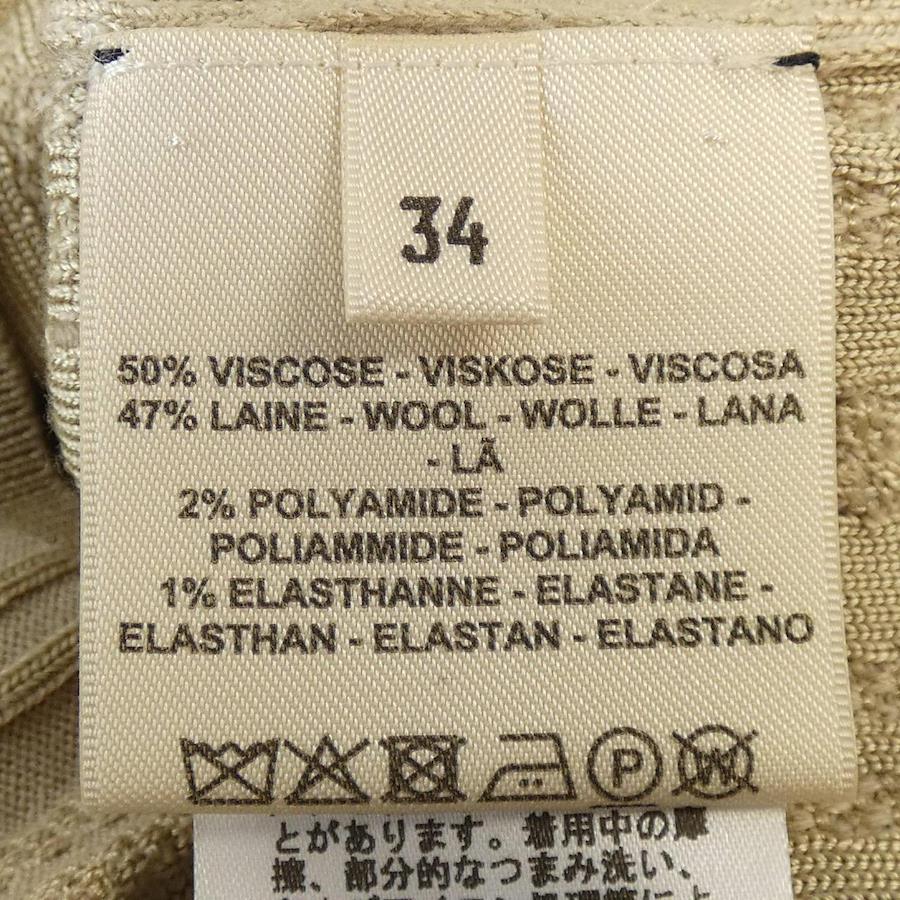 34
50% VISCOSE - VISKOSE - VISCOSA
47% LAINE - WOOL - WOLLE - LANA
- LÃ
2% POLYAMIDE - POLYAMID -
POLIAMMIDE - POLIAMIDA
1% ELASTHANNE - ELASTANE -
ELASTHAN - ELASTAN - ELASTANO
P
W
とがあります。着用中の摩
擦、部分的なつまみ洗い、